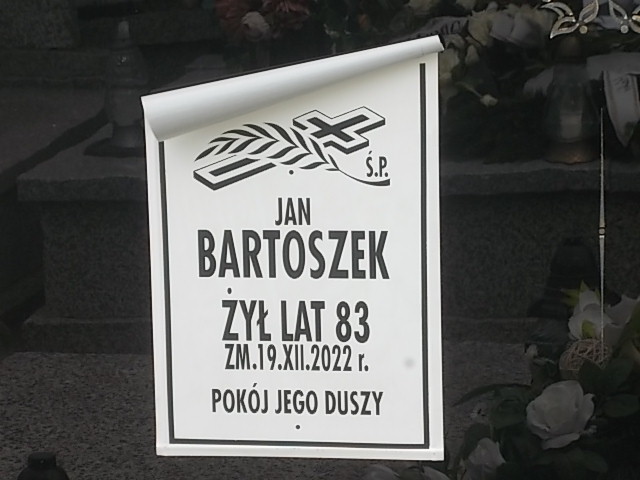 Ś.P.
JAN
BARTOSZEK
ŻYŁ LAT 83
ZM.19.XII.2022 r.
POKÓJ JEGO DUSZY